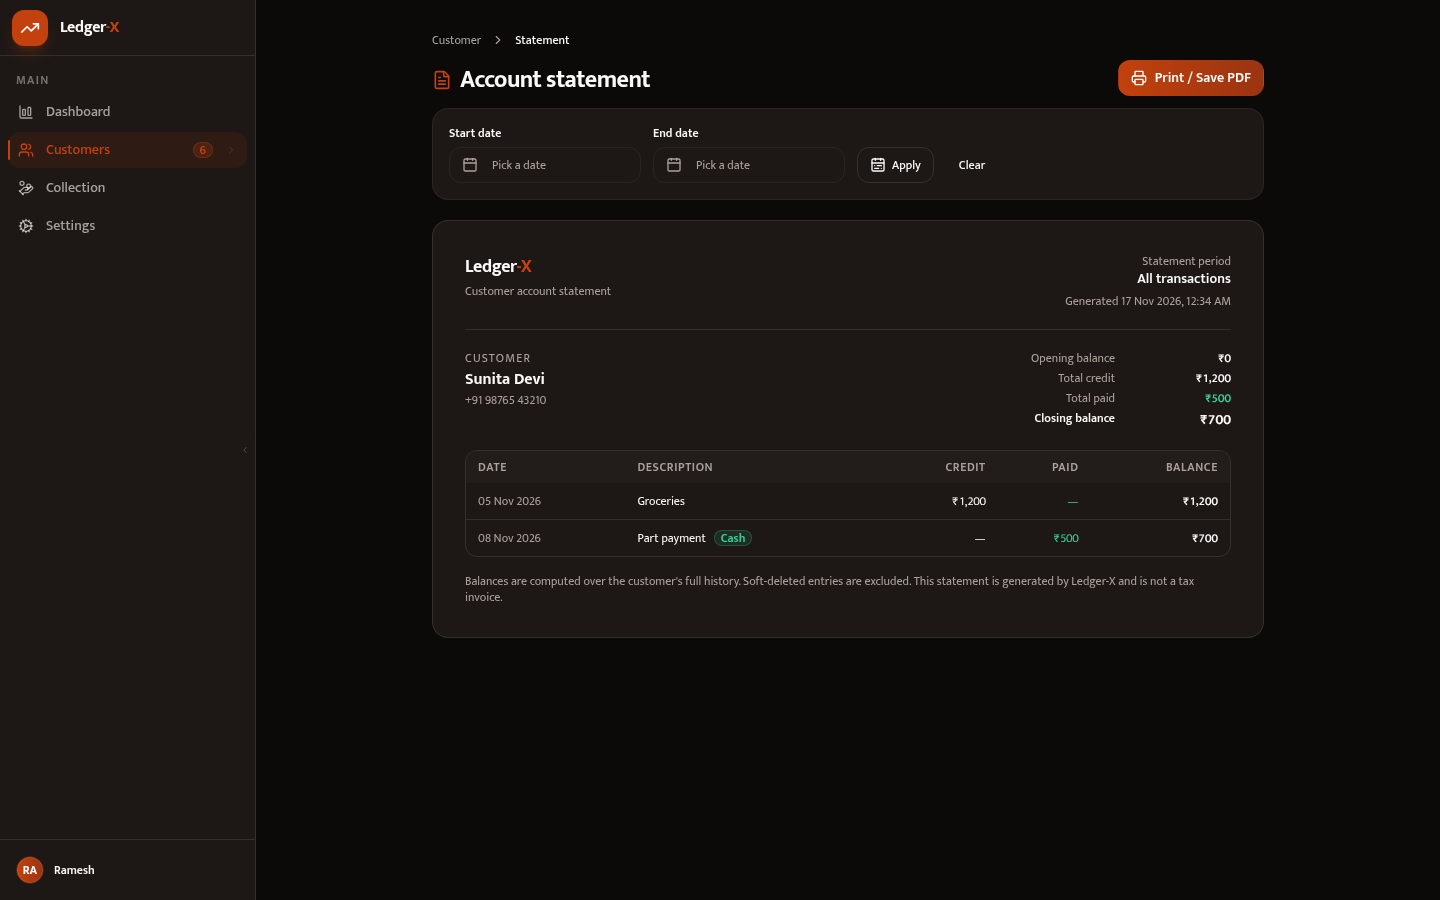 Ledger-X
MAIN
Dashboard
Customers 6
Collection
Settings
RA Ramesh
Customer > Statement
Account statement
Print / Save PDF
Start date
End date
Pick a date
Pick a date
Apply
Clear
Ledger-X
Customer account statement
Statement period
All transactions
Generated 17 Nov 2026, 12:34 AM
CUSTOMER
Sunita Devi
+91 98765 43210
Opening balance ₹0
Total credit ₹1,200
Total paid ₹500
Closing balance ₹700
DATE DESCRIPTION CREDIT PAID BALANCE
05 Nov 2026 Groceries ₹1,200 — ₹1,200
08 Nov 2026 Part payment Cash — ₹500 ₹700
Balances are computed over the customer's full history. Soft-deleted entries are excluded. This statement is generated by Ledger-X and is not a tax
invoice.